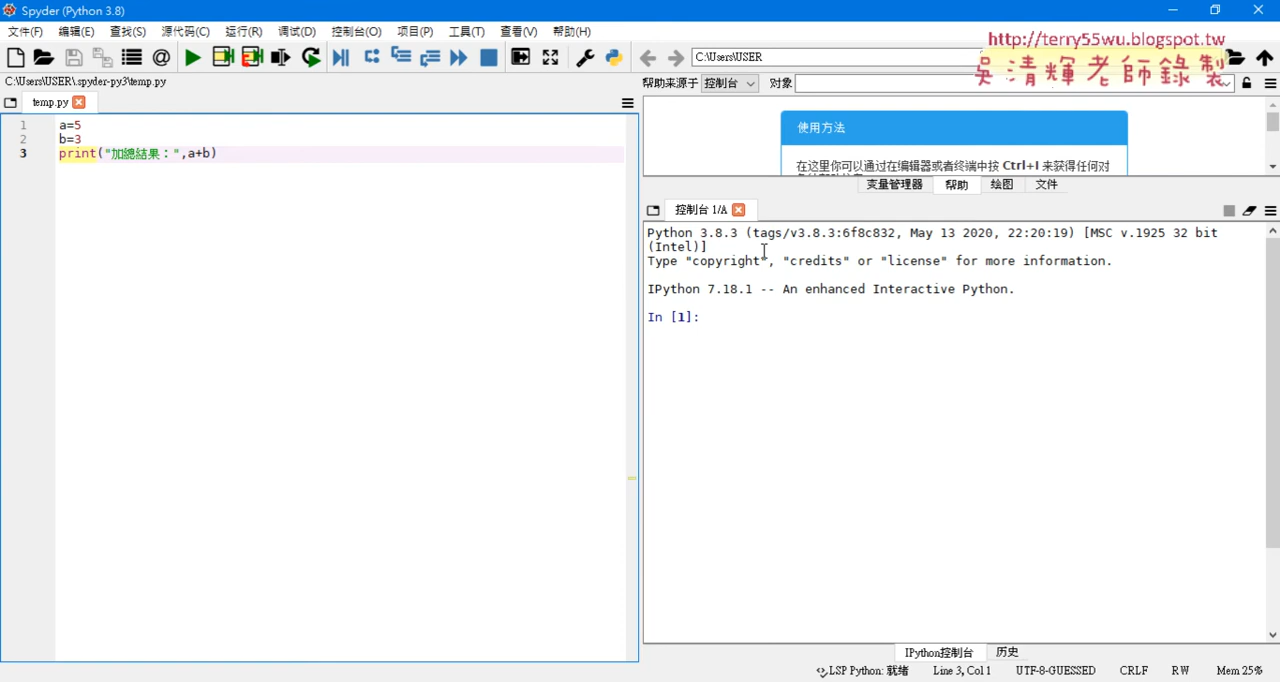 Spyder (Python 3.8)
文件(F) 编辑(E) 查找(S) 源代码(C) 运行(R) 调试(D) 控制台(O) 项目(P) 工具(T) 查看(V) 帮助(H)
http://terry55wu.blogspot.tw
吳清輝老師錄製
C:\Users\USER
C:\Users\USER\.spyder-py3\temp.py
帮助来源于 控制台 对象
temp.py
1 a=5
2 b=3
3 print("加總結果：",a+b)
使用方法
在这里你可以通过在编辑器或者终端中按 Ctrl+I 来获得任何对
变量管理器 帮助 绘图 文件
控制台 1/A
Python 3.8.3 (tags/v3.8.3:6f8c832, May 13 2020, 22:20:19) [MSC v.1925 32 bit
(Intel)]
Type "copyright", "credits" or "license" for more information.
IPython 7.18.1 -- An enhanced Interactive Python.
In [1]:
IPython控制台 历史
LSP Python: 就绪 Line 3, Col 1 UTF-8-GUESSED CRLF RW Mem 25%